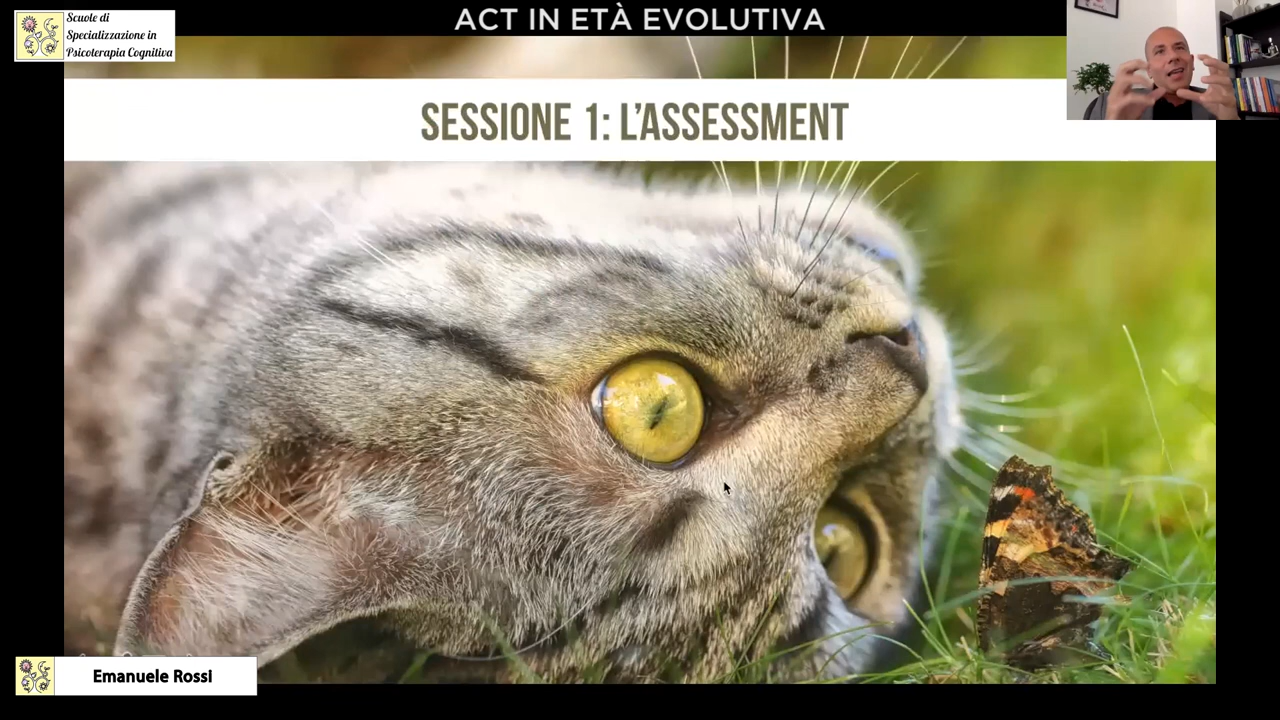 Scuole di
Specializzazione in
Psicoterapia Cognitiva
ACT IN ETÀ EVOLUTIVA
SESSIONE 1: L'ASSESSMENT
Emanuele Rossi